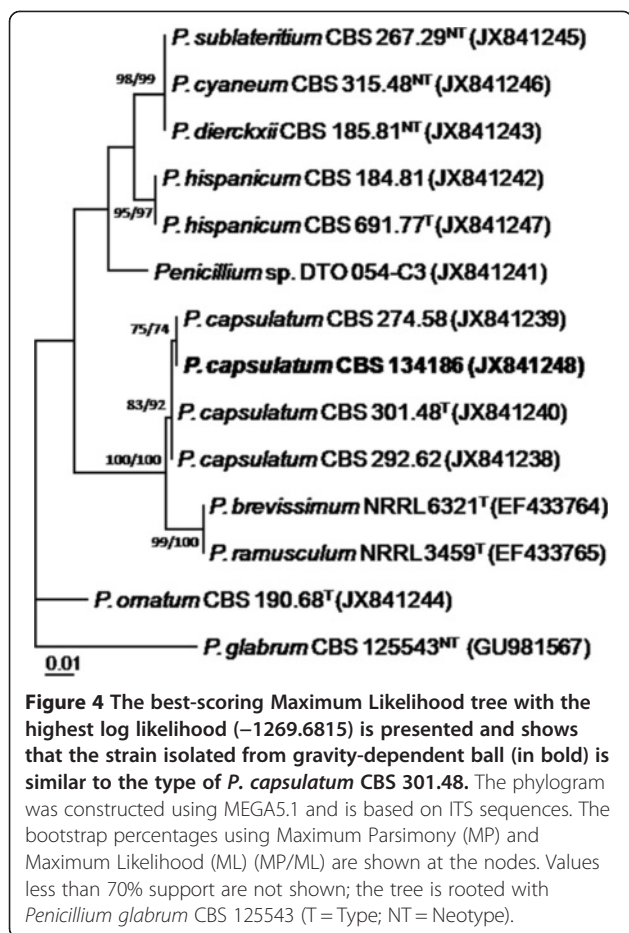 P. sublateritium CBS 267.29NT (JX841245)
98/99
P. cyaneum CBS 315.48NT (JX841246)
P. dierckxii CBS 185.81NT (JX841243)
P. hispanicum CBS 184.81 (JX841242)
95/97
P. hispanicum CBS 691.77T (JX841247)
Penicillium sp. DTO 054-C3 (JX841241)
P. capsulatum CBS 274.58 (JX841239)
75/74
P. capsulatum CBS 134186 (JX841248)
83/92
P. capsulatum CBS 301.48T (JX841240)
100/100
P. capsulatum CBS 292.62 (JX841238)
P. brevissimum NRRL 6321T (EF433764)
99/100
P. ramusculum NRRL 3459T (EF433765)
P. ornatum CBS 190.68T (JX841244)
P. glabrum CBS 125543NT (GU981567)
0.01
Figure 4 The best-scoring Maximum Likelihood tree with the
highest log likelihood (−1269.6815) is presented and shows
that the strain isolated from gravity-dependent ball (in bold) is
similar to the type of P. capsulatum CBS 301.48. The phylogram
was constructed using MEGA5.1 and is based on ITS sequences. The
bootstrap percentages using Maximum Parsimony (MP) and
Maximum Likelihood (ML) (MP/ML) are shown at the nodes. Values
less than 70% support are not shown; the tree is rooted with
Penicillium glabrum CBS 125543 (T = Type; NT = Neotype).